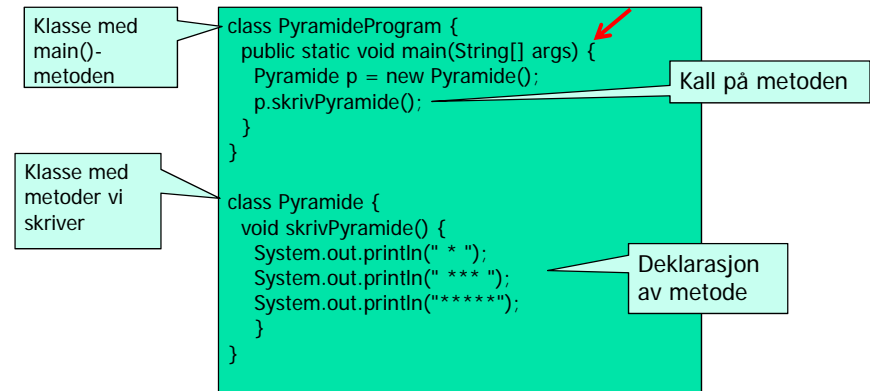 Klasse med
main()-
metoden
class PyramideProgram {
public static void main(String[] args) {
Pyramide p = new Pyramide();
p.skrivPyramide();
}
}
Kall på metoden
Klasse med
metoder vi
skriver
class Pyramide {
void skrivPyramide() {
System.out.println(" * ");
System.out.println(" *** ");
System.out.println("*****");
}
}
Deklarasjon
av metode